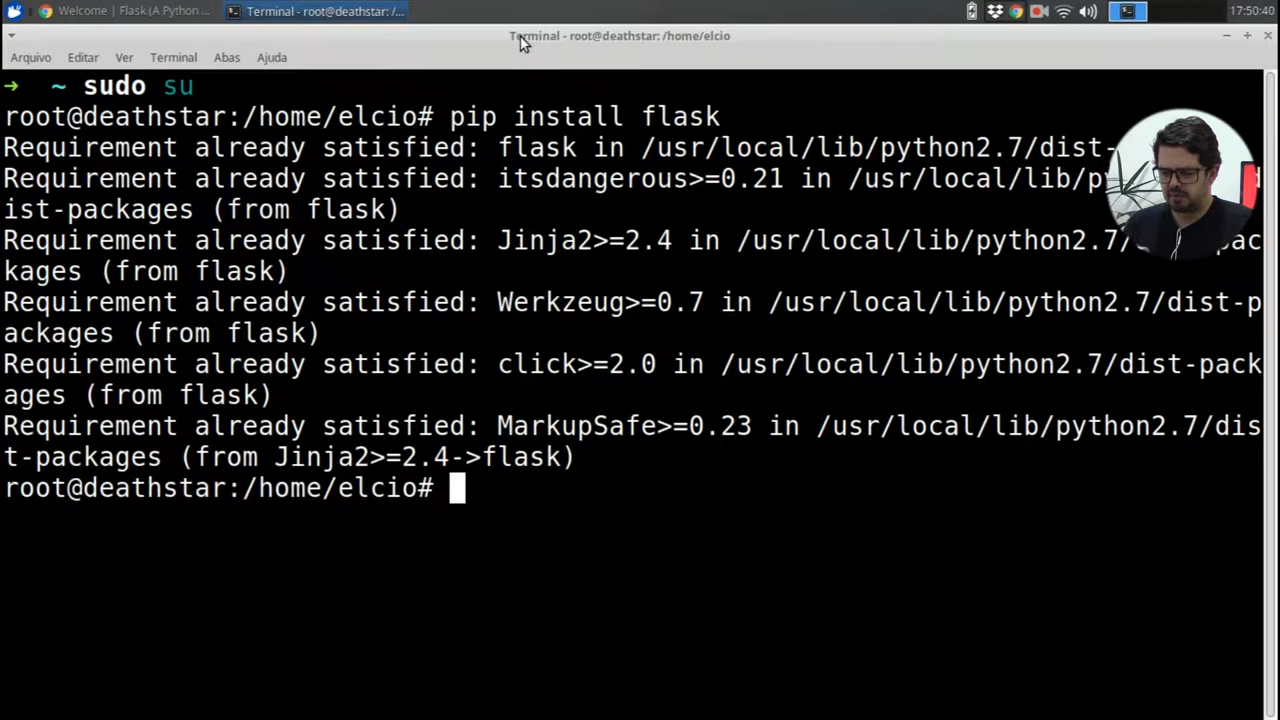 Welcome | Flask (A Python ...
Terminal - root@deathstar: /...
17:50:40
Terminal - root@deathstar: /home/elcio
Arquivo Editar Ver Terminal Abas Ajuda
→ ~ sudo su
root@deathstar:/home/elcio# pip install flask
Requirement already satisfied: flask in /usr/local/lib/python2.7/dist-
Requirement already satisfied: itsdangerous>=0.21 in /usr/local/lib/p
ist-packages (from flask)
Requirement already satisfied: Jinja2>=2.4 in /usr/local/lib/python2.7/
kages (from flask)
Requirement already satisfied: Werkzeug>=0.7 in /usr/local/lib/python2.7/dist-p
ackages (from flask)
Requirement already satisfied: click>=2.0 in /usr/local/lib/python2.7/dist-pack
ages (from flask)
Requirement already satisfied: MarkupSafe>=0.23 in /usr/local/lib/python2.7/dis
t-packages (from Jinja2>=2.4->flask)
root@deathstar:/home/elcio#